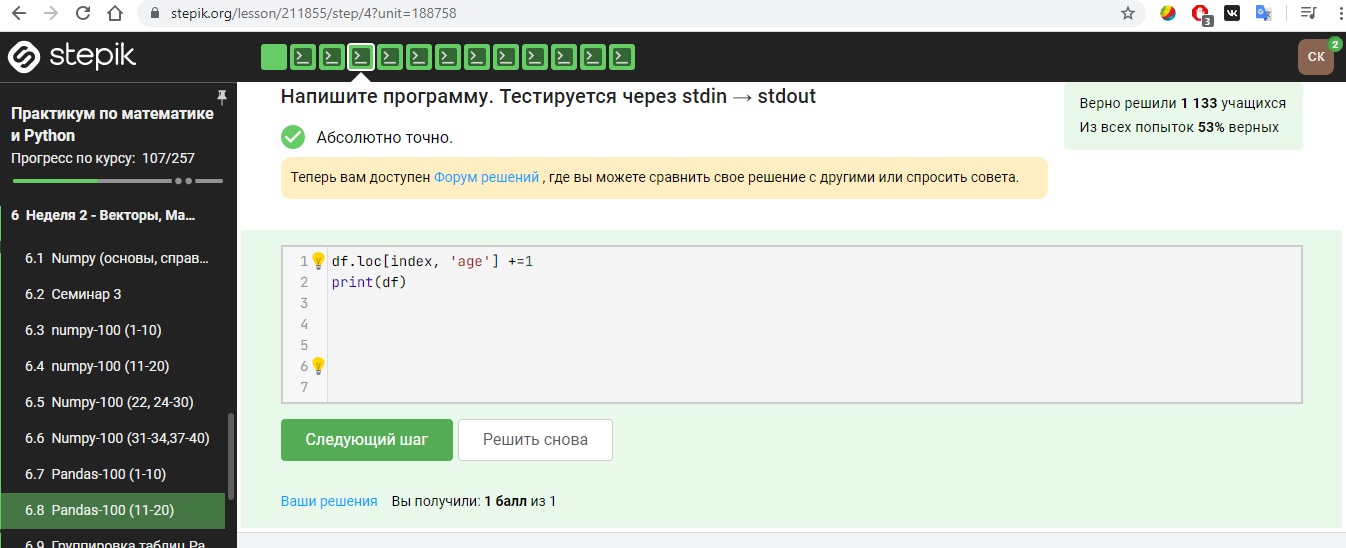 stepik.org/lesson/211855/step/4?unit=188758
3
stepik
СК
2
Практикум по математике
и Python
Прогресс по курсу: 107/257
6 Неделя 2 - Векторы, Ма...
6.1 Numpy (основы, справ...
6.2 Семинар 3
6.3 numpy-100 (1-10)
6.4 numpy-100 (11-20)
6.5 Numpy-100 (22, 24-30)
6.6 Numpy-100 (31-34,37-40)
6.7 Pandas-100 (1-10)
6.8 Pandas-100 (11-20)
6.9 Группировка таблиц Pa...
Напишите программу. Тестируется через stdin → stdout
Абсолютно точно.
Теперь вам доступен Форум решений , где вы можете сравнить свое решение с другими или спросить совета.
Верно решили 1 133 учащихся
Из всех попыток 53% верных
1 df.loc[index, 'age'] +=1
2 print(df)
3
4
5
6
7
Следующий шаг
Решить снова
Ваши решения Вы получили: 1 балл из 1